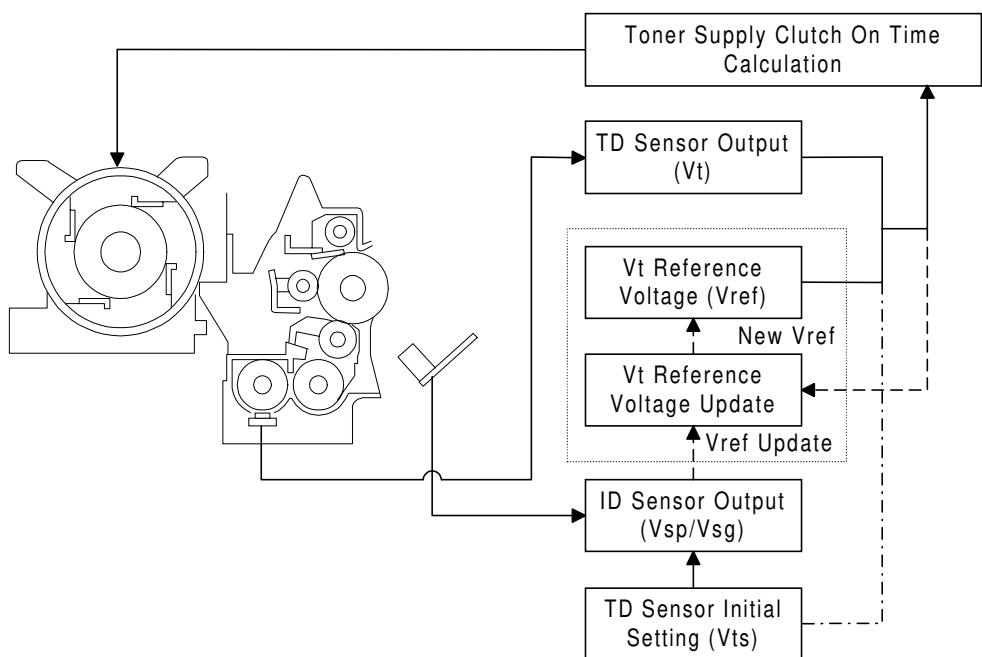 Toner Supply Clutch On Time
Calculation
TD Sensor Output
(Vt)
Vt Reference
Voltage (Vref)
New Vref
Vt Reference
Voltage Update
Vref Update
ID Sensor Output
(Vsp/Vsg)
TD Sensor Initial
Setting (Vts)